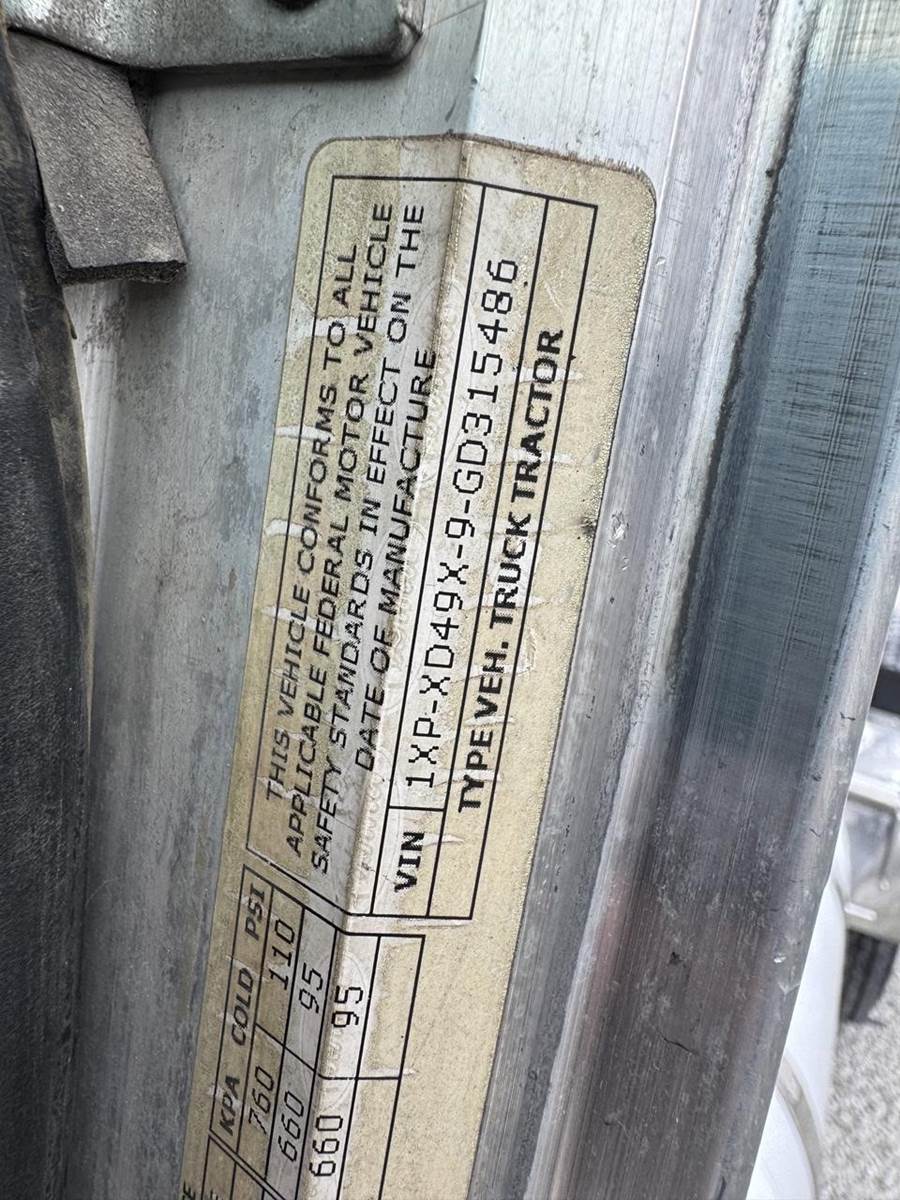 THIS VEHICLE CONFORMS TO ALL
APPLICABLE FEDERAL MOTOR VEHICLE
SAFETY STANDARDS IN EFFECT ON THE
DATE OF MANUFACTURE
VIN 1XP-XD49X-9-GD315486
TYPE VEH. TRUCK TRACTOR
KPA COLD PSI
760 110
660 95
660 95